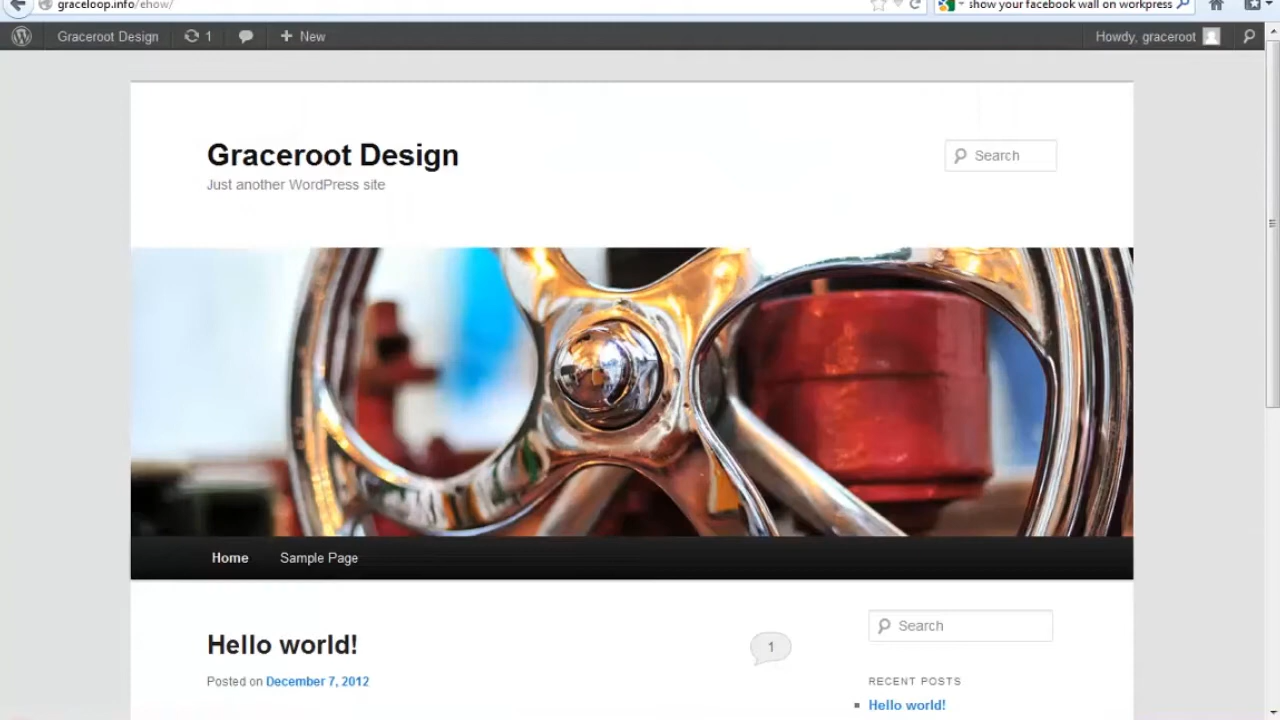 graceloop.info/ehow/
show your facebook wall on workpress
Graceroot Design
1
New
Howdy, graceroot
Graceroot Design
Just another WordPress site
Search
Home
Sample Page
Hello world!
1
Posted on December 7, 2012
Search
RECENT POSTS
Hello world!